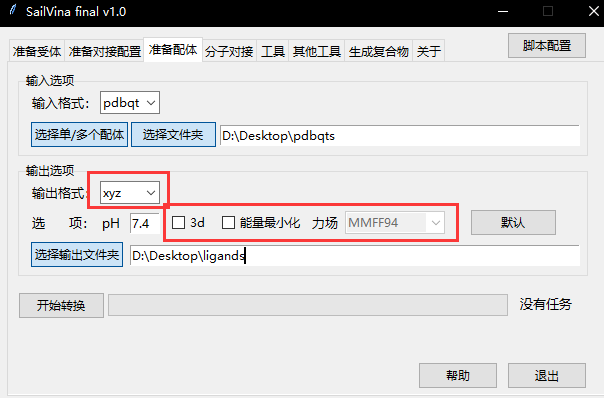 SailVina final v1.0
准备受体 准备对接配置 准备配体 分子对接 工具 其他工具 生成复合物 关于 脚本配置
输入选项
输入格式： pdbqt
选择单/多个配体 选择文件夹 D:\Desktop\pdbqts
输出选项
输出格式： xyz
选 项： pH 7.4 3d 能量最小化 力场 MMFF94 默认
选择输出文件夹 D:\Desktop\ligands
开始转换 没有任务
帮助 退出